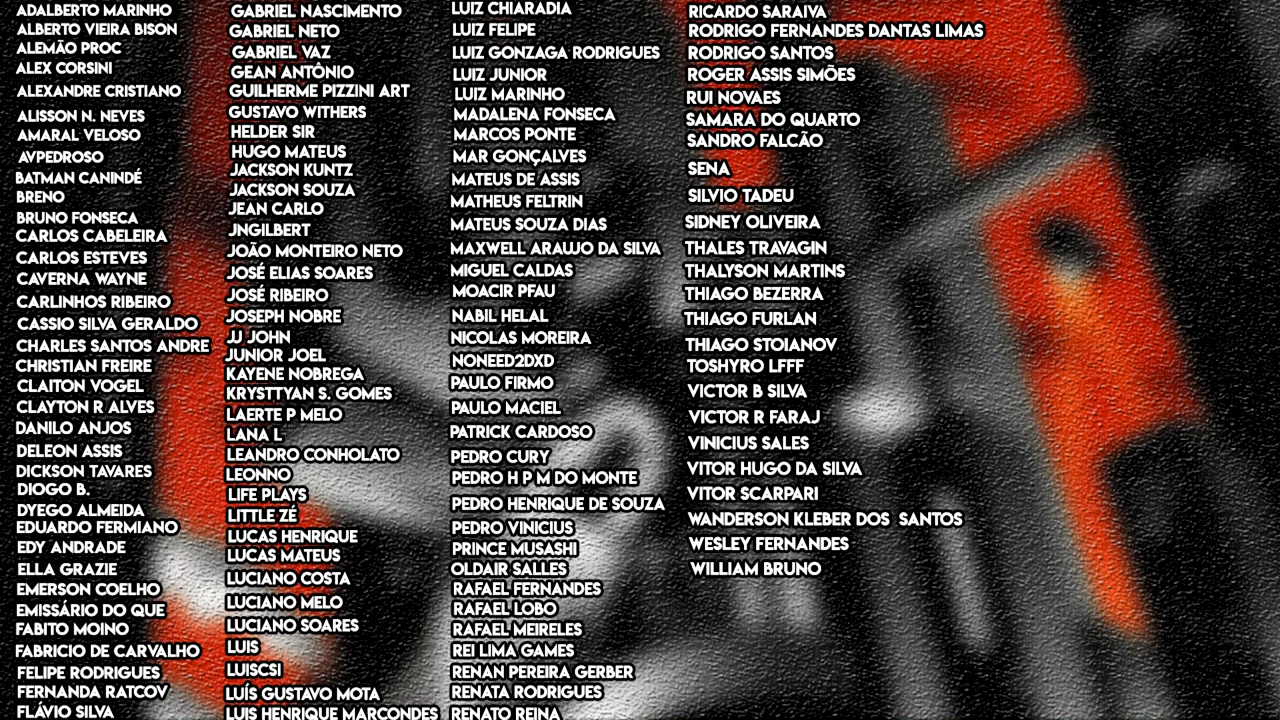 ADALBERTO MARINHO
ALBERTO VIEIRA BISON
ALEMÃO PROC
ALEX CORSINI
ALEXANDRE CRISTIANO
ALISSON N. NEVES
AMARAL VELOSO
AVPEDROSO
BATMAN CANINDÉ
BRENO
BRUNO FONSECA
CARLOS CABELEIRA
CARLOS ESTEVES
CAVERNA WAYNE
CARLINHOS RIBEIRO
CASSIO SILVA GERALDO
CHARLES SANTOS ANDRE
CHRISTIAN FREIRE
CLAITON VOGEL
CLAYTON R ALVES
DANILO ANJOS
DELEON ASSIS
DICKSON TAVARES
DIOGO B.
DYEGO ALMEIDA
EDUARDO FERMIANO
EDY ANDRADE
ELLA GRAZIE
EMERSON COELHO
EMISSÁRIO DO QUE
FABITO MOINO
FABRICIO DE CARVALHO
FELIPE RODRIGUES
FERNANDA RATCOV
FLÁVIO SILVA
GABRIEL NASCIMENTO
GABRIEL NETO
GABRIEL VAZ
GEAN ANTÔNIO
GUILHERME PIZZINI ART
GUSTAVO WITHERS
HELDER SIR
HUGO MATEUS
JACKSON KUNTZ
JACKSON SOUZA
JEAN CARLO
JNGILBERT
JOÃO MONTEIRO NETO
JOSÉ ELIAS SOARES
JOSÉ RIBEIRO
JOSEPH NOBRE
JJ JOHN
JUNIOR JOEL
KAYENE NOBREGA
KRYSTTYAN S. GOMES
LAERTE P MELO
LANA L
LEANDRO CONHOLATO
LEONNO
LIFE PLAYS
LITTLE ZÉ
LUCAS HENRIQUE
LUCAS MATEUS
LUCIANO COSTA
LUCIANO MELO
LUCIANO SOARES
LUIS
LUISCSI
LUÍS GUSTAVO MOTA
LUIS HENRIQUE MARCONDES
LUIZ CHIARADIA
LUIZ FELIPE
LUIZ GONZAGA RODRIGUES
LUIZ JUNIOR
LUIZ MARINHO
MADALENA FONSECA
MARCOS PONTE
MAR GONÇALVES
MATEUS DE ASSIS
MATHEUS FELTRIN
MATEUS SOUZA DIAS
MAXWELL ARAUJO DA SILVA
MIGUEL CALDAS
MOACIR PFAU
NABIL HELAL
NICOLAS MOREIRA
NONEED2DXD
PAULO FIRMO
PAULO MACIEL
PATRICK CARDOSO
PEDRO CURY
PEDRO H P M DO MONTE
PEDRO HENRIQUE DE SOUZA
PEDRO VINICIUS
PRINCE MUSASHI
OLDAIR SALLES
RAFAEL FERNANDES
RAFAEL LOBO
RAFAEL MEIRELES
REI LIMA GAMES
RENAN PEREIRA GERBER
RENATA RODRIGUES
RENATO REINA
RICARDO SARAIVA
RODRIGO FERNANDES DANTAS LIMAS
RODRIGO SANTOS
ROGER ASSIS SIMÕES
RUI NOVAES
SAMARA DO QUARTO
SANDRO FALCÃO
SENA
SILVIO TADEU
SIDNEY OLIVEIRA
THALES TRAVAGIN
THALYSON MARTINS
THIAGO BEZERRA
THIAGO FURLAN
THIAGO STOIANOV
TOSHYRO LFFF
VICTOR B SILVA
VICTOR R FARAJ
VINICIUS SALES
VITOR HUGO DA SILVA
VITOR SCARPARI
WANDERSON KLEBER DOS SANTOS
WESLEY FERNANDES
WILLIAM BRUNO